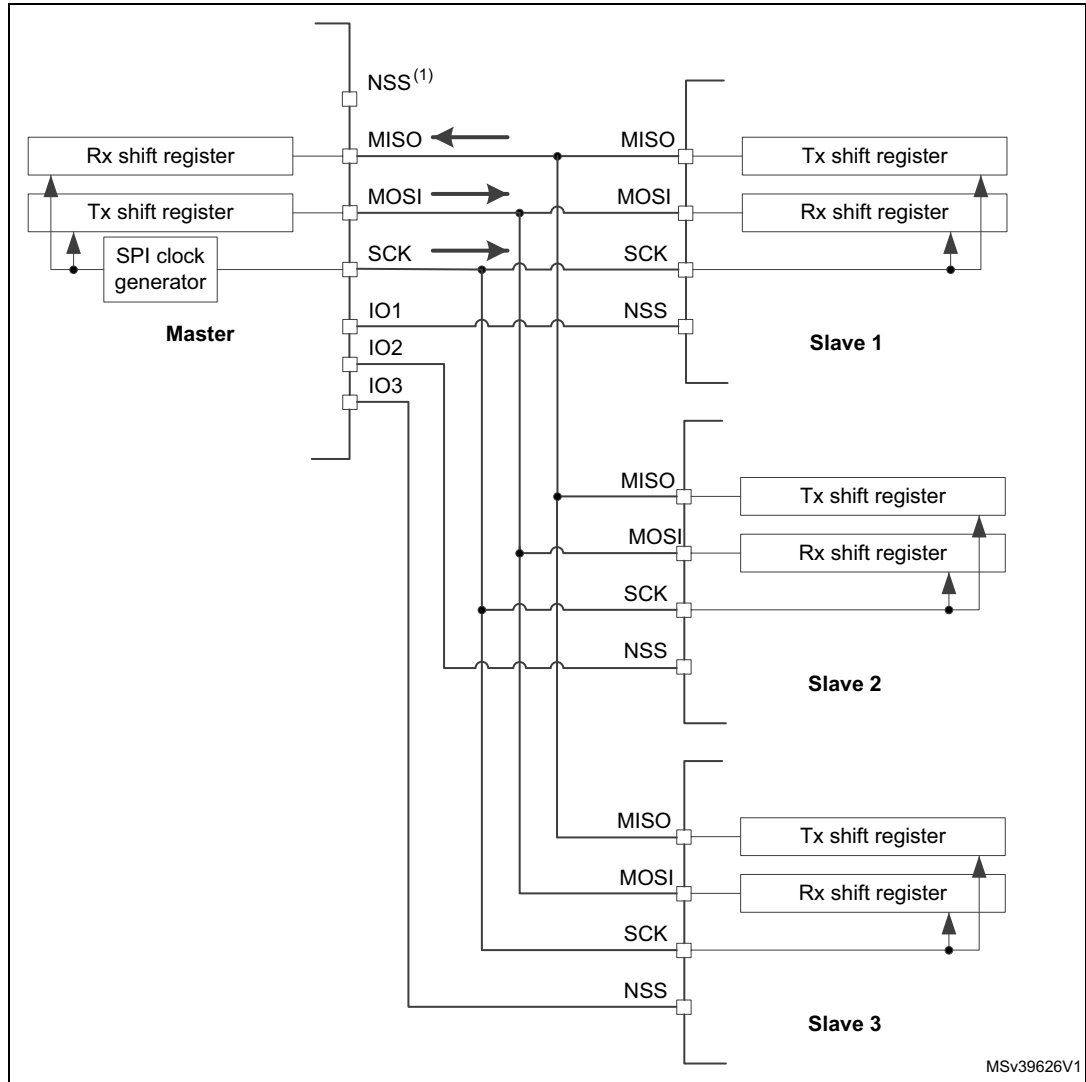 NSS(1)
MISO
MISO
Rx shift register
Tx shift register
MOSI
MOSI
Tx shift register
Rx shift register
SCK
SCK
SPI clock
generator
IO1
NSS
Master
Slave 1
IO2
IO3
MISO
Tx shift register
MOSI
Rx shift register
SCK
NSS
Slave 2
MISO
Tx shift register
MOSI
Rx shift register
SCK
NSS
Slave 3
MSv39626V1